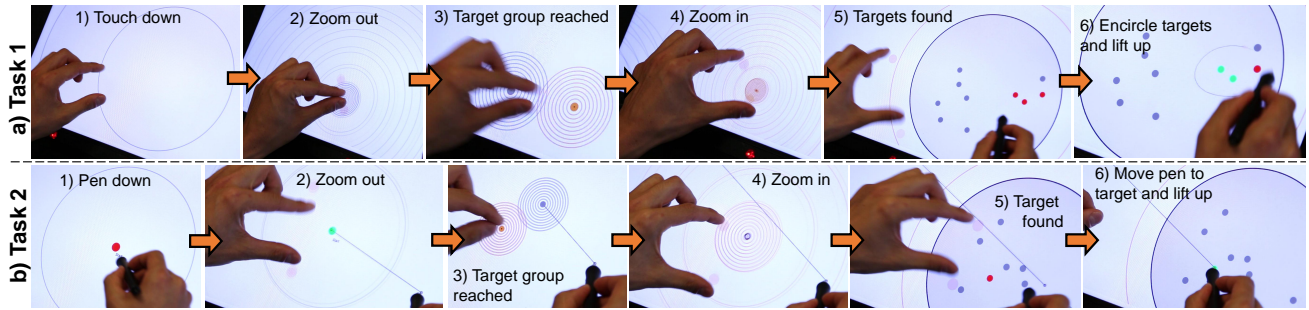 a) Task 1
1) Touch down
2) Zoom out
3) Target group reached
4) Zoom in
5) Targets found
6) Encircle targets
and lift up
b) Task 2
1) Pen down
2) Zoom out
3) Target group
reached
4) Zoom in
5) Target
found
6) Move pen to
target and lift up